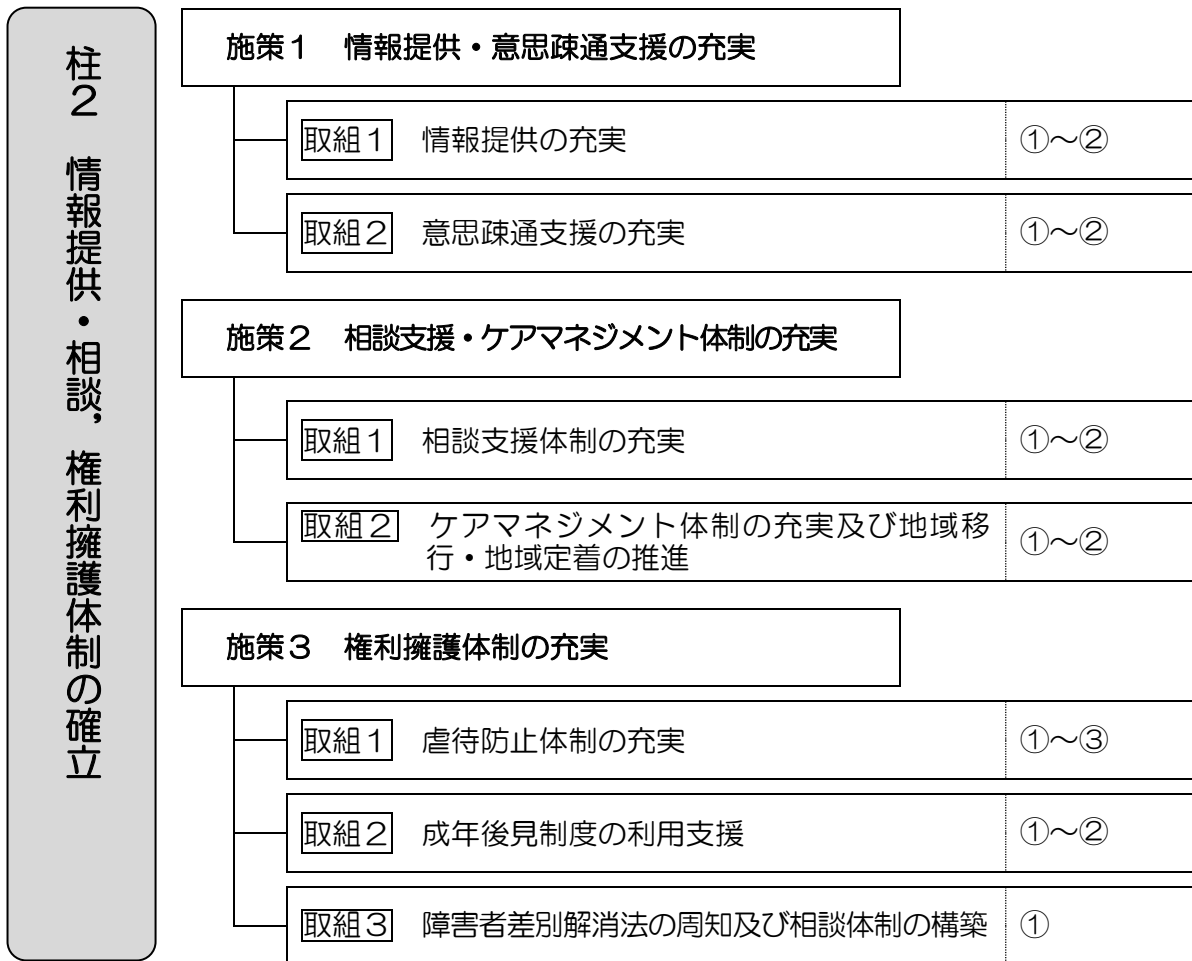 柱2　情報提供・相談，権利擁護体制の確立
施策1　情報提供・意思疎通支援の充実
取組1　情報提供の充実　①～②
取組2　意思疎通支援の充実　①～②
施策2　相談支援・ケアマネジメント体制の充実
取組1　相談支援体制の充実　①～②
取組2　ケアマネジメント体制の充実及び地域移
行・地域定着の推進　①～②
施策3　権利擁護体制の充実
取組1　虐待防止体制の充実　①～③
取組2　成年後見制度の利用支援　①～②
取組3　障害者差別解消法の周知及び相談体制の構築　①